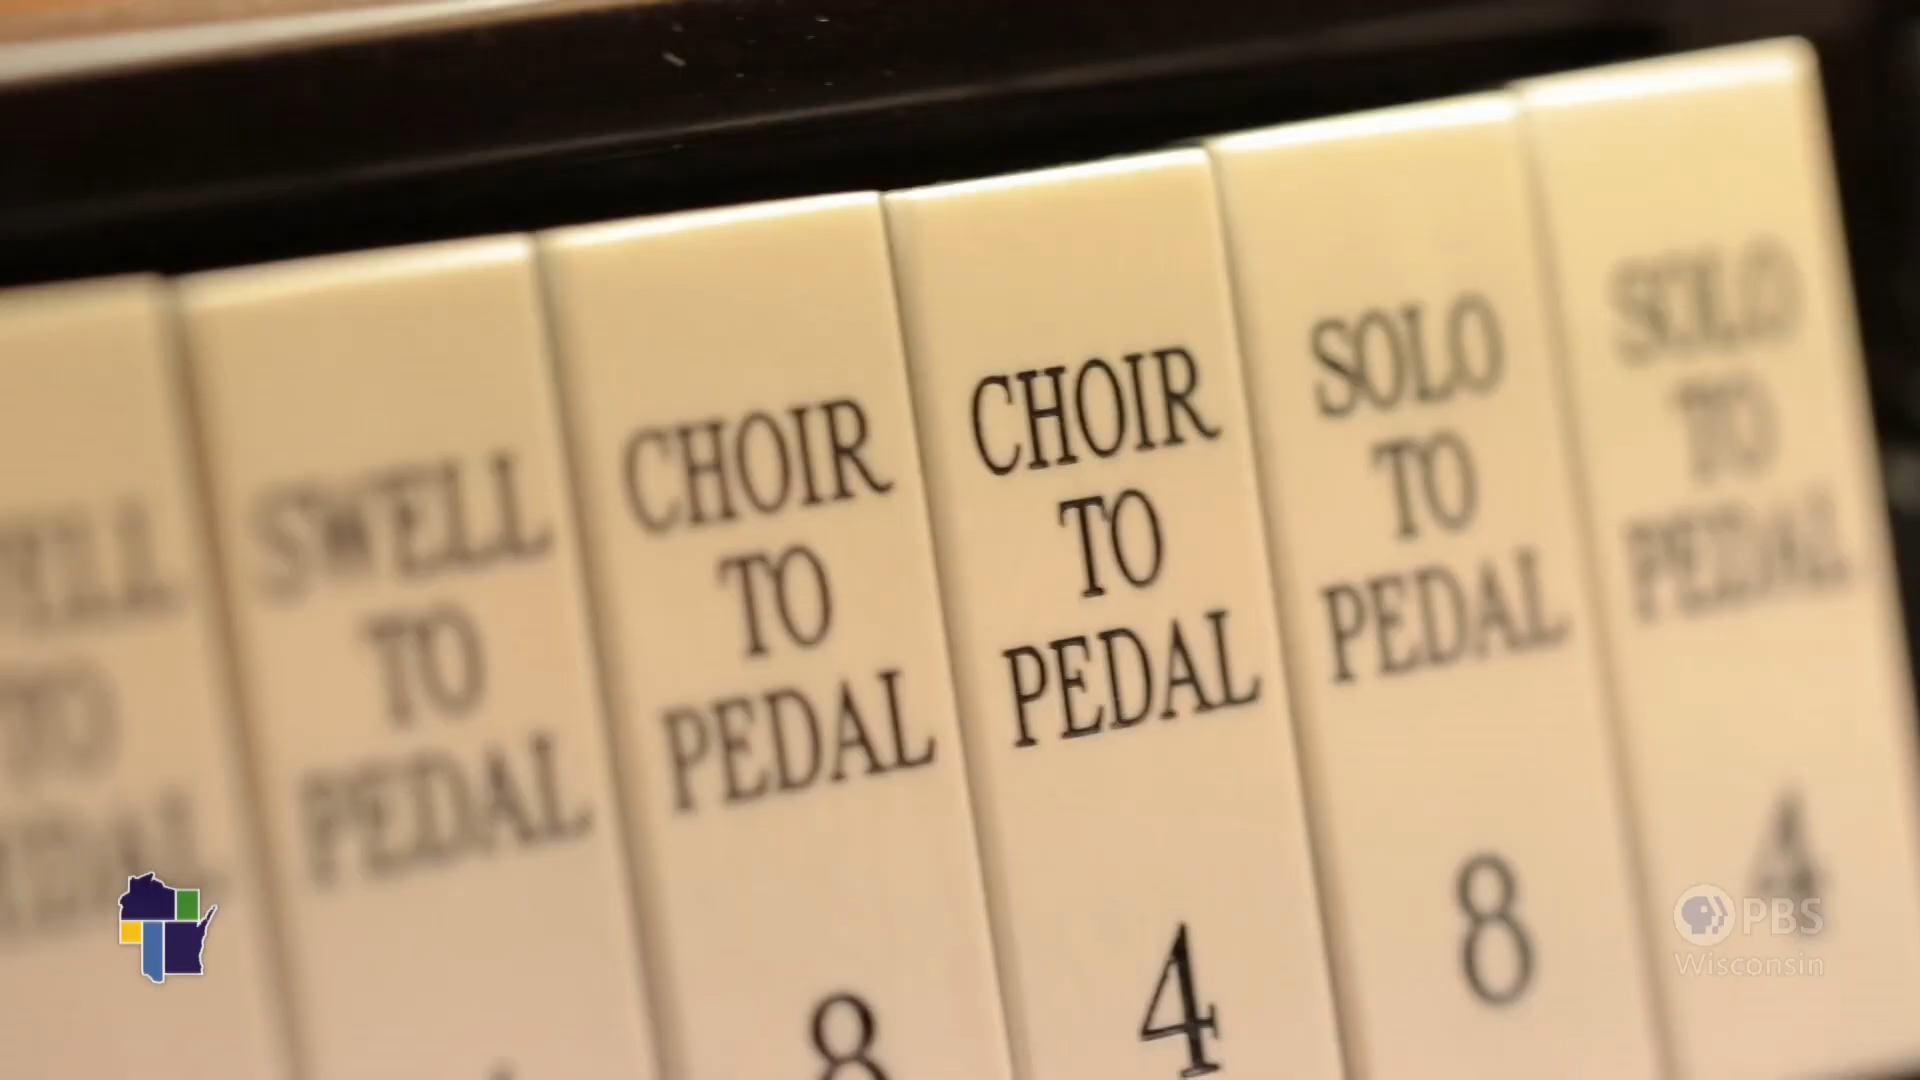 SWELL
TO
PEDAL
CHOIR
TO
PEDAL
8
CHOIR
TO
PEDAL
4
SOLO
TO
PEDAL
8
SOLO
TO
PEDAL
4
PBS
Wisconsin